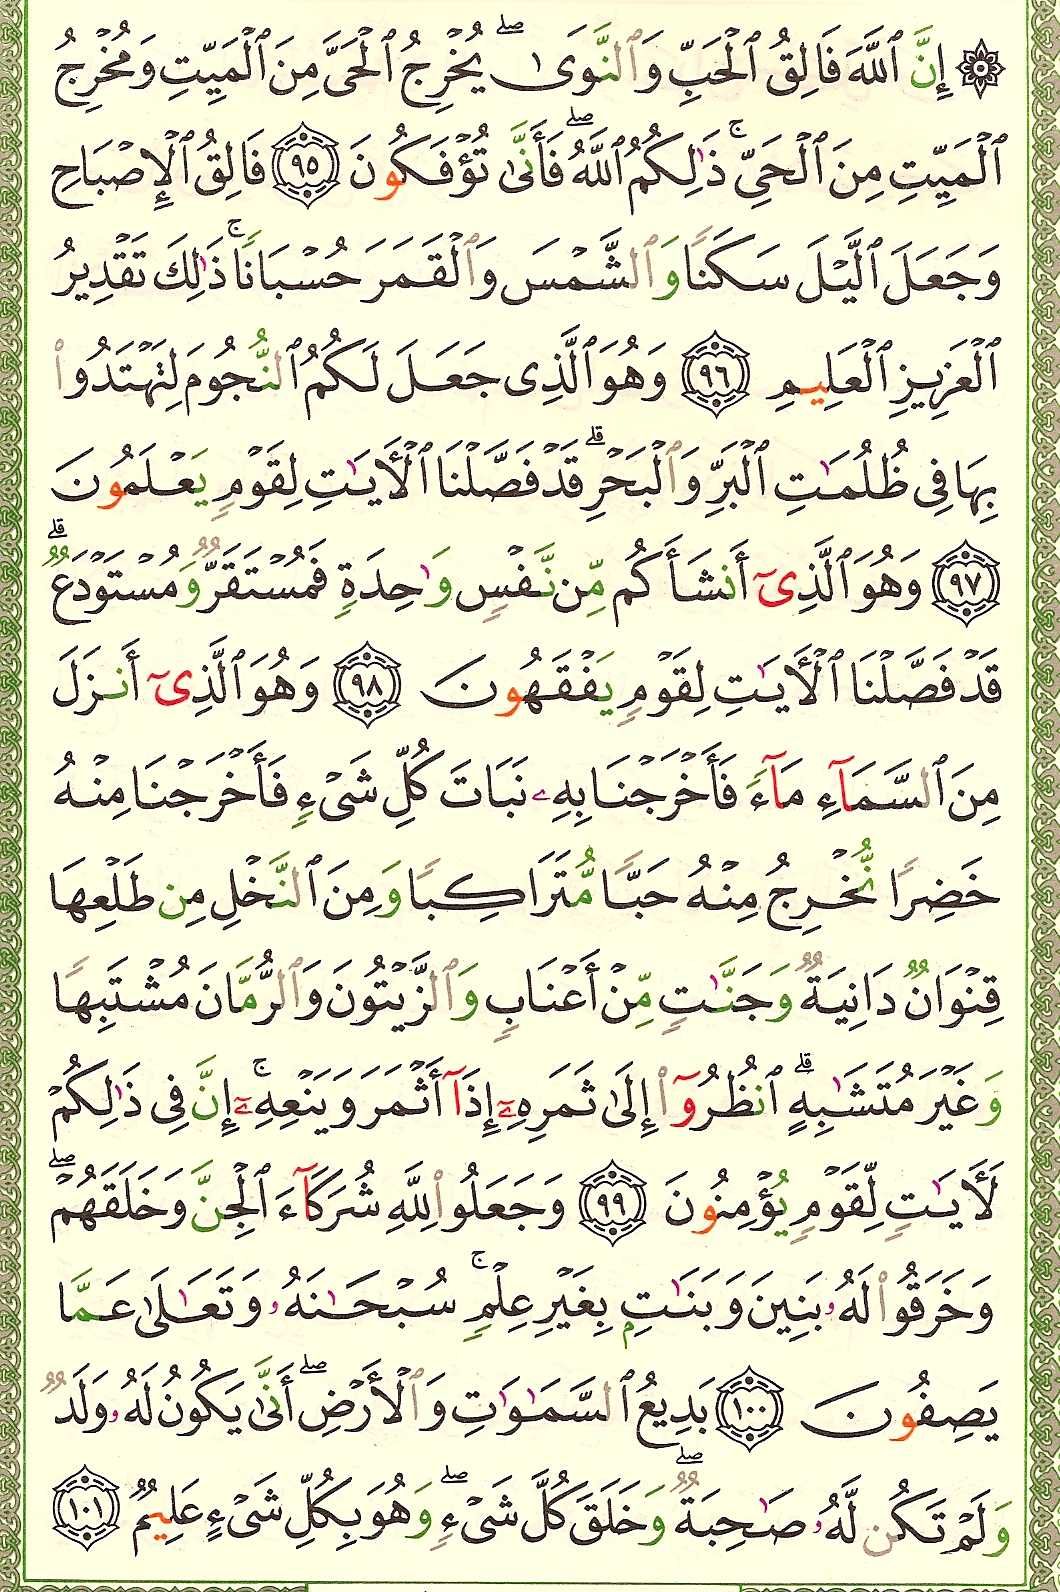 ۞ إِنَّ ٱللَّهَ فَالِقُ ٱلْحَبِّ وَٱلنَّوَىٰ ۖ يُخْرِجُ ٱلْحَىَّ مِنَ ٱلْمَيِّتِ وَمُخْرِجُ
ٱلْمَيِّتِ مِنَ ٱلْحَىِّ ۚ ذَٰلِكُمُ ٱللَّهُ ۖ فَأَنَّىٰ تُؤْفَكُونَ ٩٥ فَالِقُ ٱلْإِصْبَاحِ
وَجَعَلَ ٱلَّيْلَ سَكَنًا وَٱلشَّمْسَ وَٱلْقَمَرَ حُسْبَانًا ۚ ذَٰلِكَ تَقْدِيرُ
ٱلْعَزِيزِ ٱلْعَلِيمِ ٩٦ وَهُوَ ٱلَّذِى جَعَلَ لَكُمُ ٱلنُّجُومَ لِتَهْتَدُوا۟
بِهَا فِى ظُلُمَٰتِ ٱلْبَرِّ وَٱلْبَحْرِ ۗ قَدْ فَصَّلْنَا ٱلْأَيَٰتِ لِقَوْمٍ يَعْلَمُونَ
٩٧ وَهُوَ ٱلَّذِىٓ أَنشَأَكُم مِّن نَّفْسٍ وَٰحِدَةٍ فَمُسْتَقَرٌّ وَمُسْتَوْدَعٌ ۗ
قَدْ فَصَّلْنَا ٱلْأَيَٰتِ لِقَوْمٍ يَفْقَهُونَ ٩٨ وَهُوَ ٱلَّذِىٓ أَنزَلَ
مِنَ ٱلسَّمَآءِ مَآءً فَأَخْرَجْنَا بِهِۦ نَبَاتَ كُلِّ شَىْءٍ فَأَخْرَجْنَا مِنْهُ
خَضِرًا نُّخْرِجُ مِنْهُ حَبًّا مُّتَرَاكِبًا وَمِنَ ٱلنَّخْلِ مِن طَلْعِهَا
قِنْوَانٌ دَانِيَةٌ وَجَنَّٰتٍ مِّنْ أَعْنَابٍ وَٱلزَّيْتُونَ وَٱلرُّمَّانَ مُشْتَبِهًا
وَغَيْرَ مُتَشَٰبِهٍ ۗ ٱنظُرُوٓا۟ إِلَىٰ ثَمَرِهِۦٓ إِذَآ أَثْمَرَ وَيَنْعِهِۦٓ ۚ إِنَّ فِى ذَٰلِكُمْ
لَأَيَٰتٍ لِّقَوْمٍ يُؤْمِنُونَ ٩٩ وَجَعَلُوا۟ لِلَّهِ شُرَكَآءَ ٱلْجِنَّ وَخَلَقَهُمْ ۖ
وَخَرَقُوا۟ لَهُۥ بَنِينَ وَبَنَٰتٍۭ بِغَيْرِ عِلْمٍ ۚ سُبْحَٰنَهُۥ وَتَعَٰلَىٰ عَمَّا
يَصِفُونَ ١٠٠ بَدِيعُ ٱلسَّمَٰوَٰتِ وَٱلْأَرْضِ ۖ أَنَّىٰ يَكُونُ لَهُۥ وَلَدٌ
وَلَمْ تَكُن لَّهُۥ صَٰحِبَةٌ ۖ وَخَلَقَ كُلَّ شَىْءٍ ۖ وَهُوَ بِكُلِّ شَىْءٍ عَلِيمٌ ١٠١